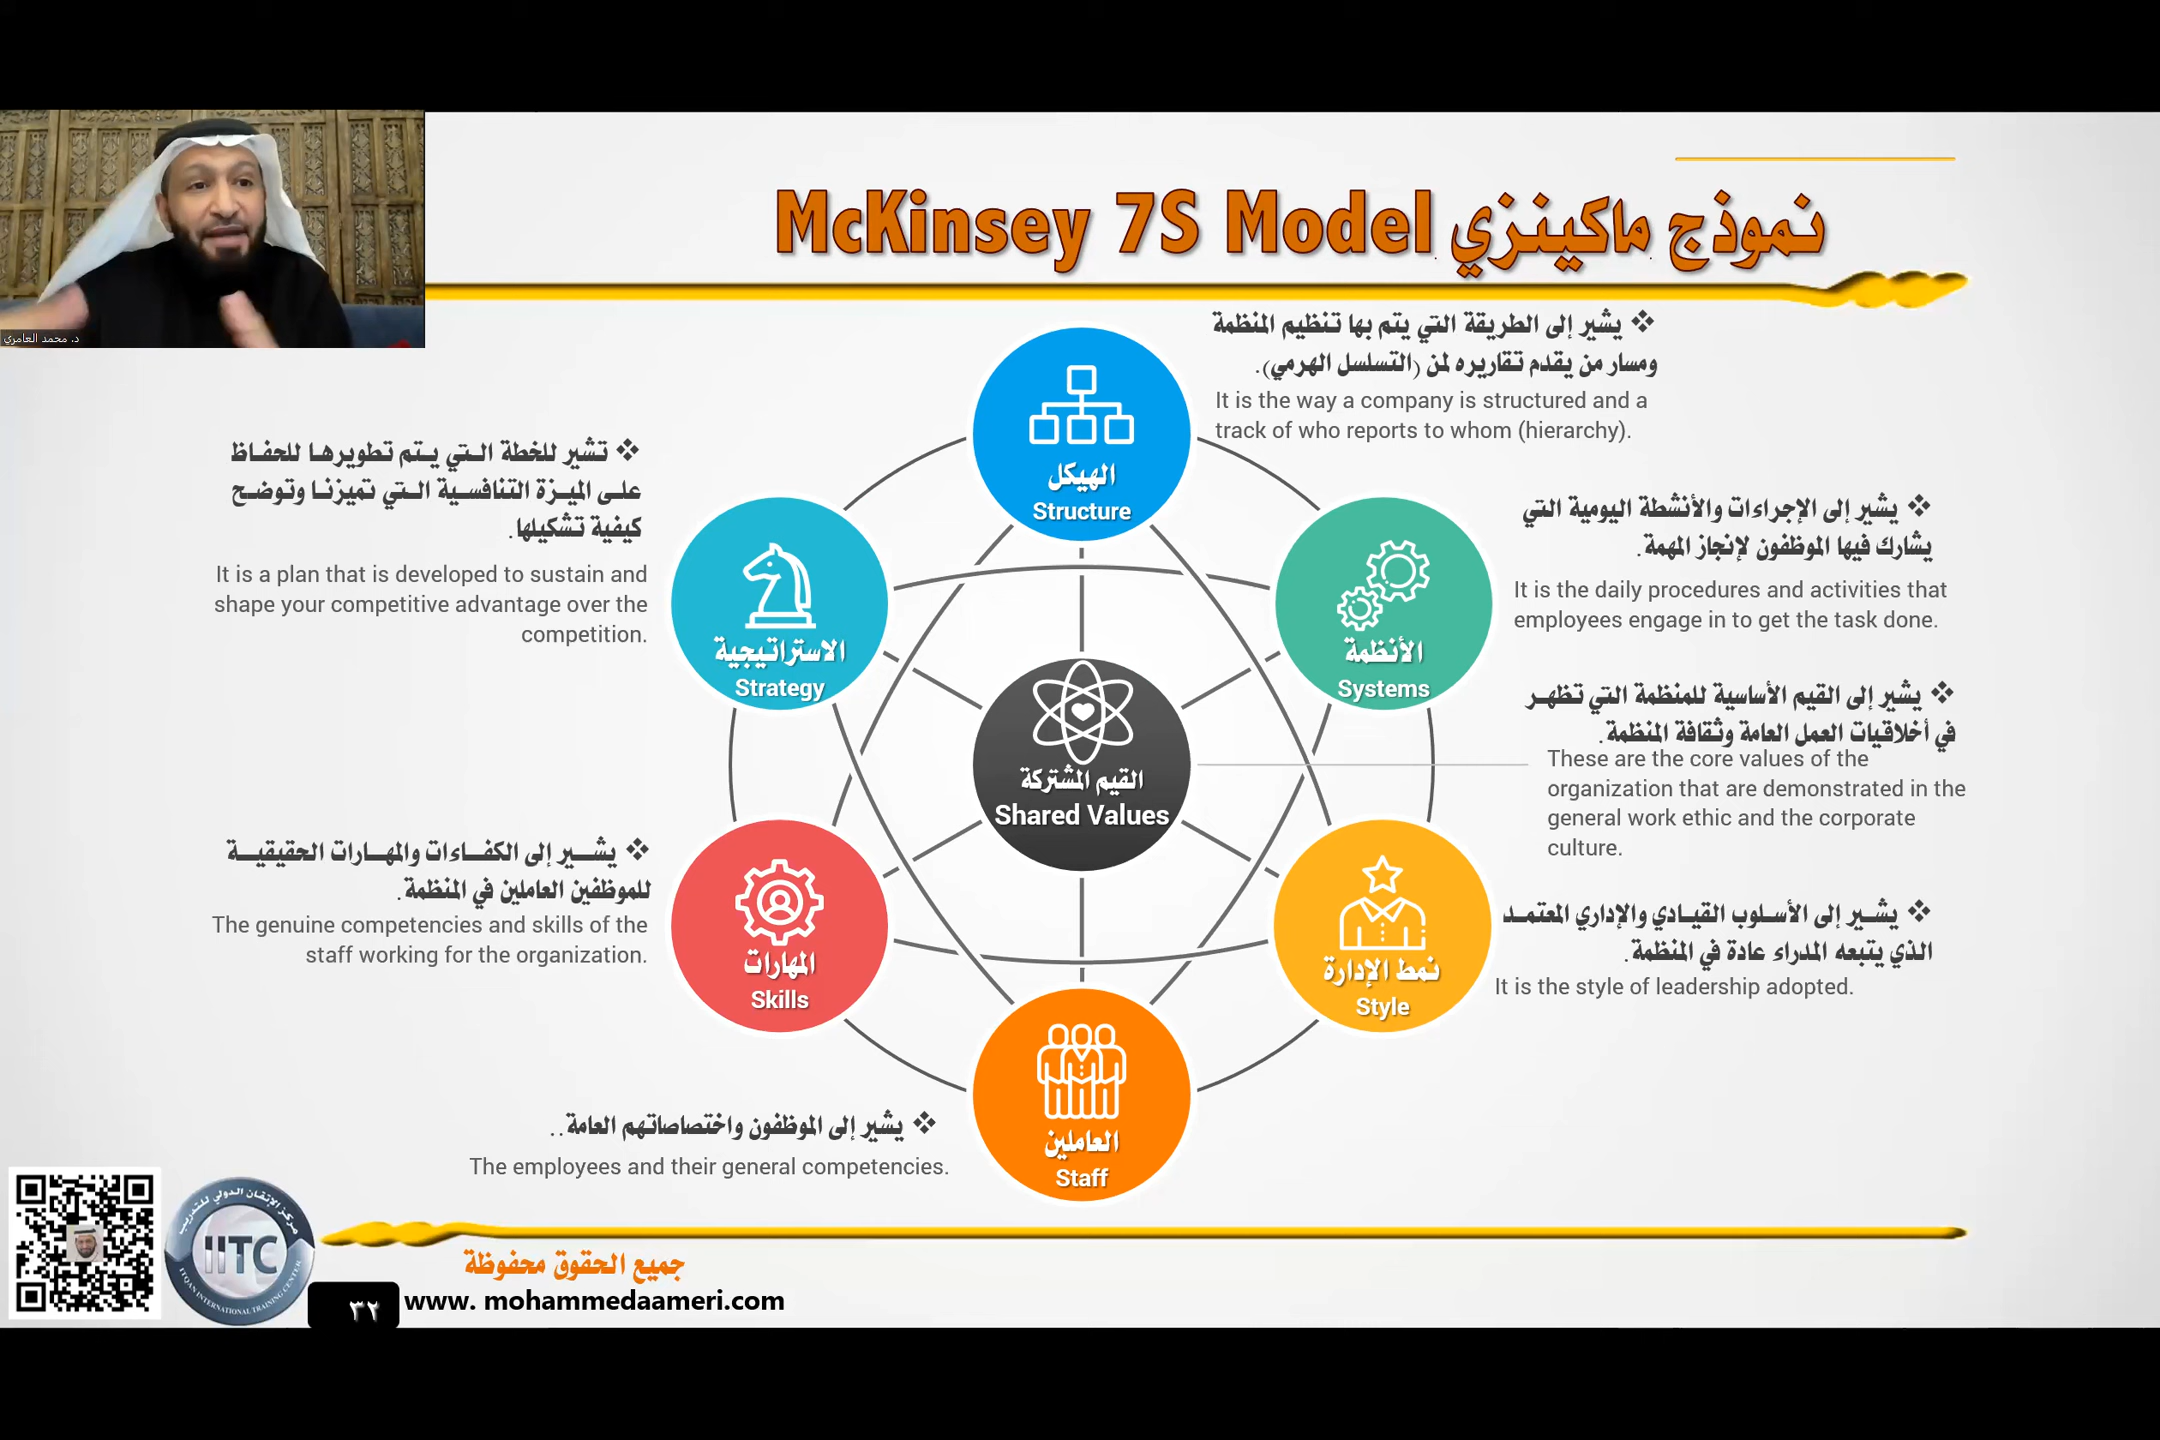 د. محمد العامري
نموذج ماكينزي McKinsey 7S Model
❖ يشير إلى الطريقة التي يتم بها تنظيم المنظمة
ومسار من يقدم تقاريره لمن (التسلسل الهرمي).
It is the way a company is structured and a
track of who reports to whom (hierarchy).
الهيكل
Structure
❖ تشير للخطة التي يتم تطويرها للحفاظ
على الميزة التنافسية التي تميزنا وتوضح
كيفية تشكيلها.
It is a plan that is developed to sustain and
shape your competitive advantage over the
competition.
الاستراتيجية
Strategy
❖ يشير إلى الإجراءات والأنشطة اليومية التي
يشارك فيها الموظفون لإنجاز المهمة.
It is the daily procedures and activities that
employees engage in to get the task done.
الأنظمة
Systems
❖ يشير إلى القيم الأساسية للمنظمة التي تظهر
في أخلاقيات العمل العامة وثقافة المنظمة.
These are the core values of the
organization that are demonstrated in the
general work ethic and the corporate
culture.
القيم المشتركة
Shared Values
❖ يشير إلى الكفاءات والمهارات الحقيقية
للموظفين العاملين في المنظمة.
The genuine competencies and skills of the
staff working for the organization.
المهارات
Skills
❖ يشير إلى الأسلوب القيادي والإداري المعتمد
الذي يتبعه المدراء عادة في المنظمة.
It is the style of leadership adopted.
نمط الإدارة
Style
❖ يشير إلى الموظفون واختصاصاتهم العامة..
The employees and their general competencies.
العاملين
Staff
مركز الإتقان الدولي للتدريب
IITC
ITQAN INTERNATIONAL TRAINING CENTER
جميع الحقوق محفوظة
٣٢
www. mohammedaameri.com